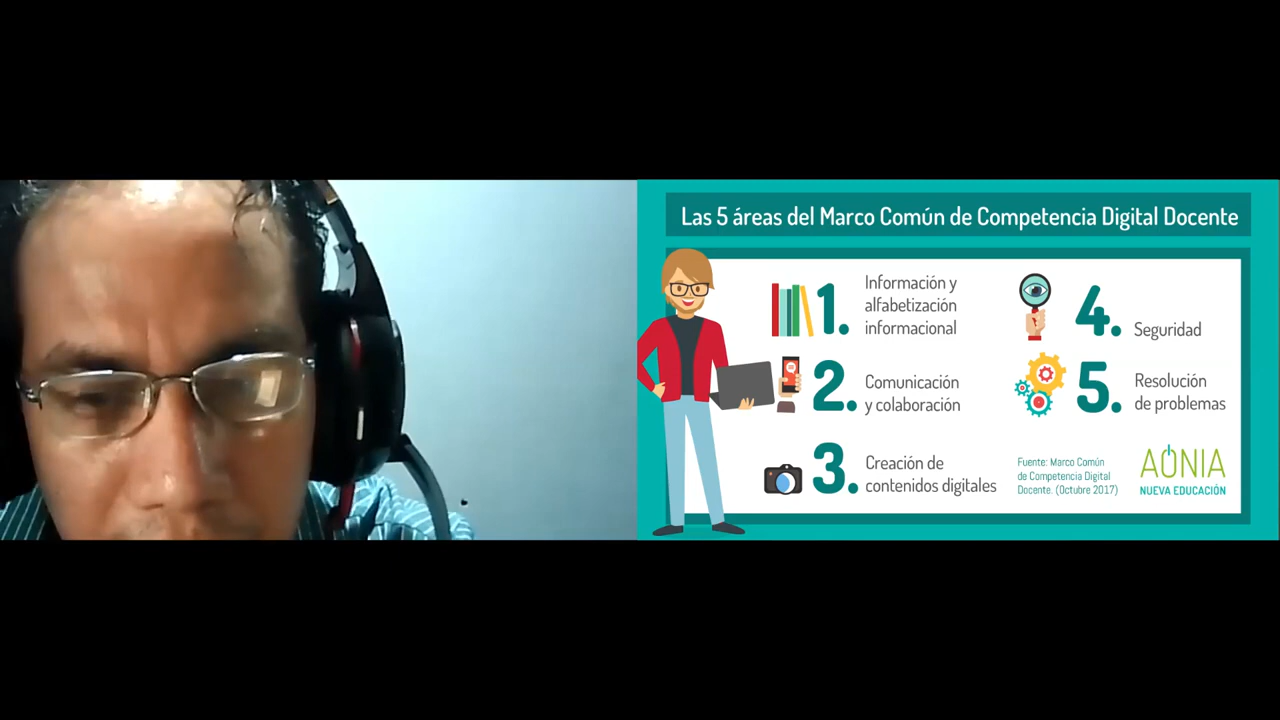 Las 5 áreas del Marco Común de Competencia Digital Docente
1.
Información y
alfabetización
informacional
2.
Comunicación
y colaboración
3.
Creación de
contenidos digitales
4.
Seguridad
5.
Resolución
de problemas
Fuente: Marco Común
de Competencia Digital
Docente. (Octubre 2017)
AONIA
NUEVA EDUCACIÓN